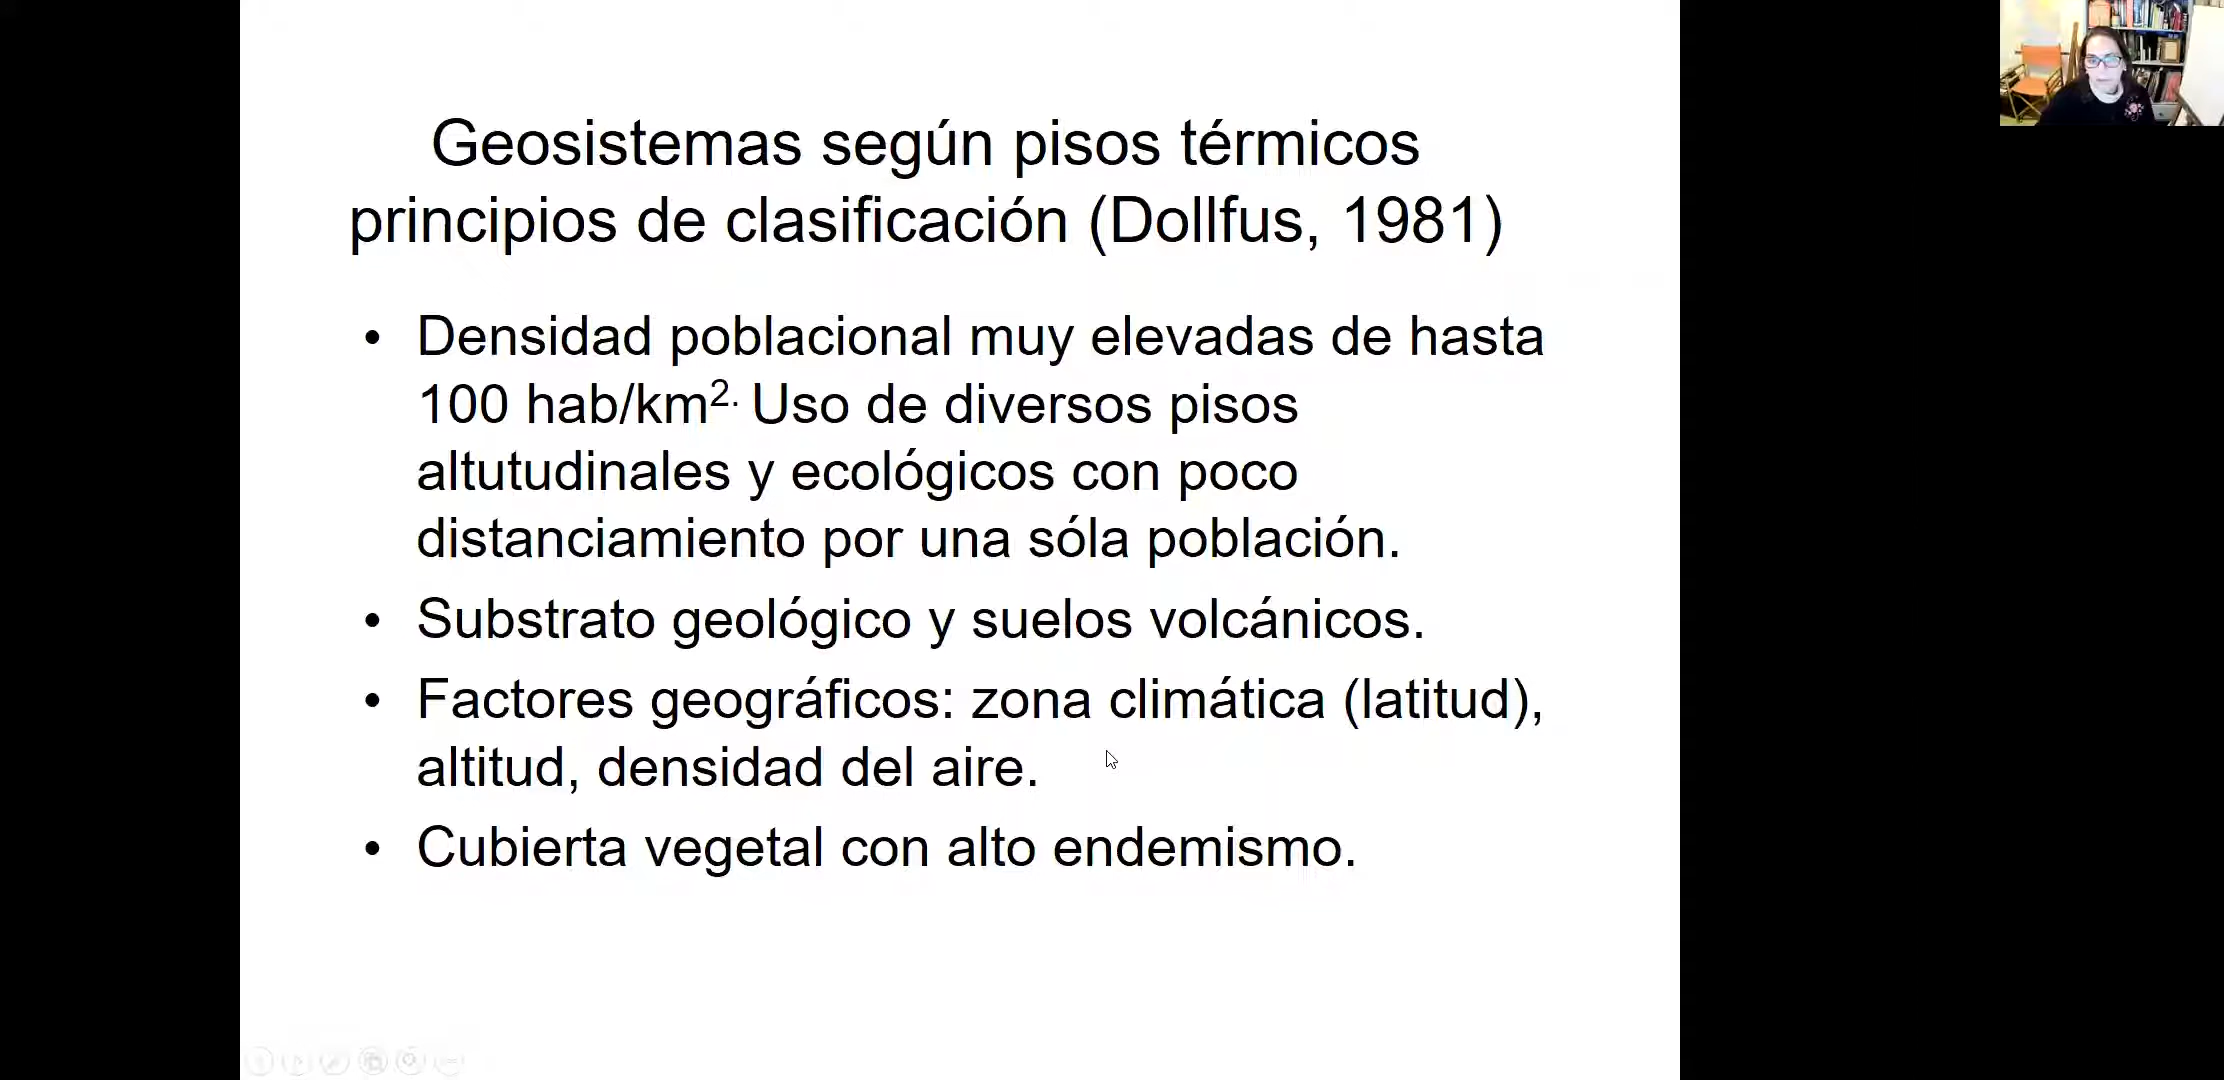 Geosistemas según pisos térmicos
principios de clasificación (Dollfus, 1981)
• Densidad poblacional muy elevadas de hasta
100 hab/km². Uso de diversos pisos
altutudinales y ecológicos con poco
distanciamiento por una sóla población.
• Substrato geológico y suelos volcánicos.
• Factores geográficos: zona climática (latitud),
altitud, densidad del aire.
• Cubierta vegetal con alto endemismo.